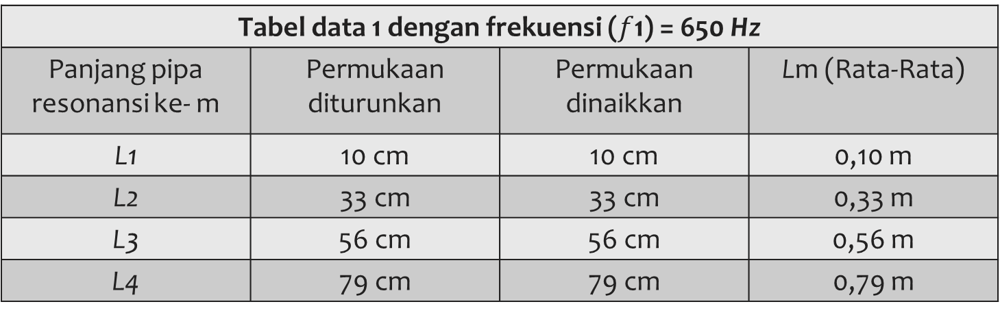 Tabel data 1 dengan frekuensi (f1) = 650 Hz
Panjang pipa resonansi ke- m | Permukaan diturunkan | Permukaan dinaikkan | Lm (Rata-Rata)
L1 | 10 cm | 10 cm | 0,10 m
L2 | 33 cm | 33 cm | 0,33 m
L3 | 56 cm | 56 cm | 0,56 m
L4 | 79 cm | 79 cm | 0,79 m